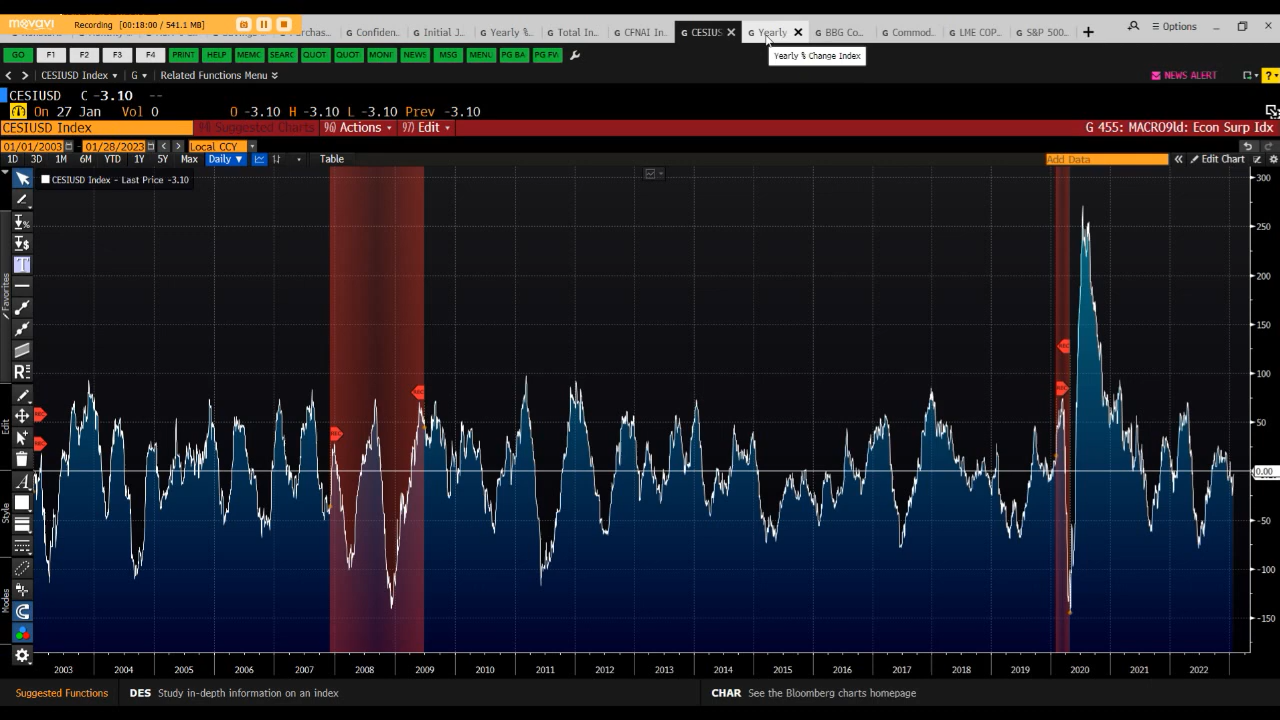 movavi Recording [00:18:00 / 541.1 MB]
Confiden.. G Initial J.. G Yearly %.. G Total In.. G CFNAI In.. G CESIUS G Yearly G BBG Co... G Commod.. G LME COP.. G S&P 500.. Options
GO F1 F2 F3 F4 PRINT HELP MEMC SEARC QUOT QUOT MONI NEWS MSG MENU PG BA PG FW
Yearly % Change Index
CESIUSD Index G Related Functions Menu NEWS ALERT ?
CESIUSD C -3.10 --
On 27 Jan Vol 0 O -3.10 H -3.10 L -3.10 Prev -3.10
CESIUSD Index 94) Suggested Charts 96) Actions 97) Edit G 455: MACRO9ld: Econ Surp Idx
01/01/2003 - 01/28/2023 Local CCY
1D 3D 1M 6M YTD 1Y 5Y Max Daily ▼ Table Add Data « Edit Chart
CESIUSD Index - Last Price -3.10
300
250
200
150
100
50
0.00
-50
-100
-150
Favorites
Edit
Style
Modes
2003 2004 2005 2006 2007 2008 2009 2010 2011 2012 2013 2014 2015 2016 2017 2018 2019 2020 2021 2022
Suggested Functions DES Study in-depth information on an index CHAR See the Bloomberg charts homepage